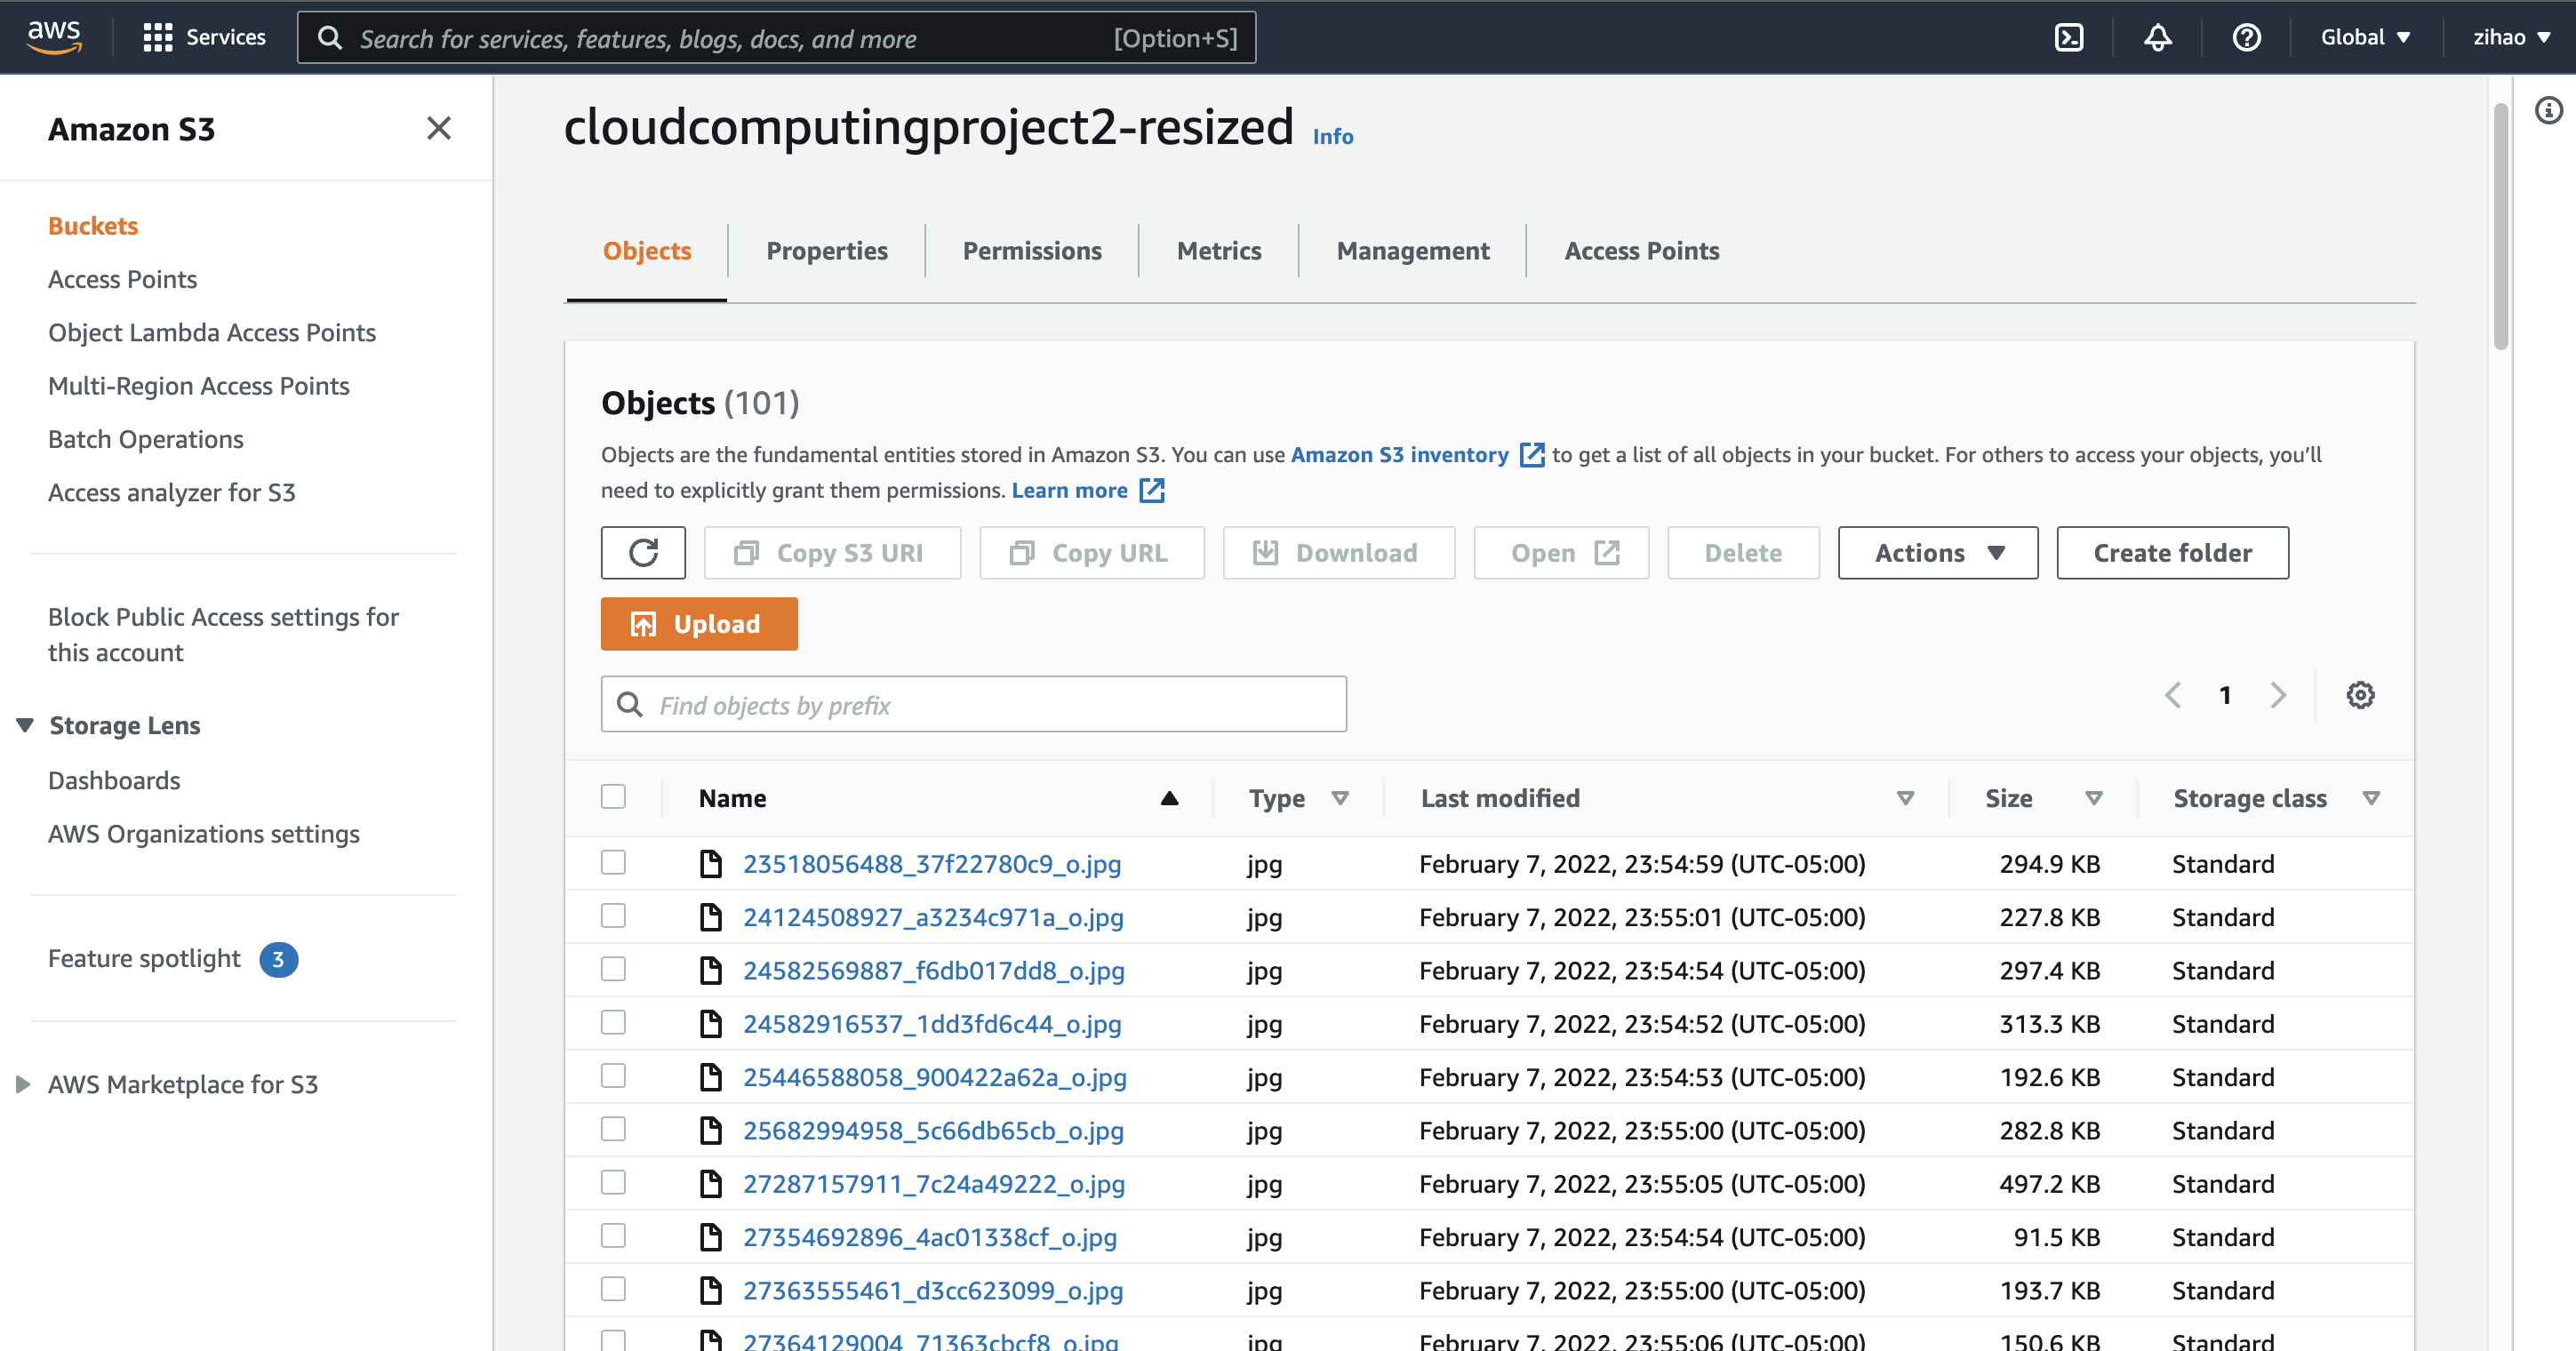 aws
Services
Search for services, features, blogs, docs, and more
[Option+S]
Global
zihao
Amazon S3
Buckets
Access Points
Object Lambda Access Points
Multi-Region Access Points
Batch Operations
Access analyzer for S3
Block Public Access settings for
this account
Storage Lens
Dashboards
AWS Organizations settings
Feature spotlight 3
AWS Marketplace for S3
cloudcomputingproject2-resized Info
Objects Properties Permissions Metrics Management Access Points
Objects (101)
Objects are the fundamental entities stored in Amazon S3. You can use Amazon S3 inventory to get a list of all objects in your bucket. For others to access your objects, you'll
need to explicitly grant them permissions. Learn more
Copy S3 URI Copy URL Download Open Delete Actions Create folder
Upload
Find objects by prefix
1
Name Type Last modified Size Storage class
23518056488_37f22780c9_o.jpg jpg February 7, 2022, 23:54:59 (UTC-05:00) 294.9 KB Standard
24124508927_a3234c971a_o.jpg jpg February 7, 2022, 23:55:01 (UTC-05:00) 227.8 KB Standard
24582569887_f6db017dd8_o.jpg jpg February 7, 2022, 23:54:54 (UTC-05:00) 297.4 KB Standard
24582916537_1dd3fd6c44_o.jpg jpg February 7, 2022, 23:54:52 (UTC-05:00) 313.3 KB Standard
25446588058_900422a62a_o.jpg jpg February 7, 2022, 23:54:53 (UTC-05:00) 192.6 KB Standard
25682994958_5c66db65cb_o.jpg jpg February 7, 2022, 23:55:00 (UTC-05:00) 282.8 KB Standard
27287157911_7c24a49222_o.jpg jpg February 7, 2022, 23:55:05 (UTC-05:00) 497.2 KB Standard
27354692896_4ac01338cf_o.jpg jpg February 7, 2022, 23:54:54 (UTC-05:00) 91.5 KB Standard
27363555461_d3cc623099_o.jpg jpg February 7, 2022, 23:55:00 (UTC-05:00) 193.7 KB Standard
27364129004_71363cbcf8_o.jpg jpg February 7, 2022, 23:55:06 (UTC-05:00) 150.6 KB Standard